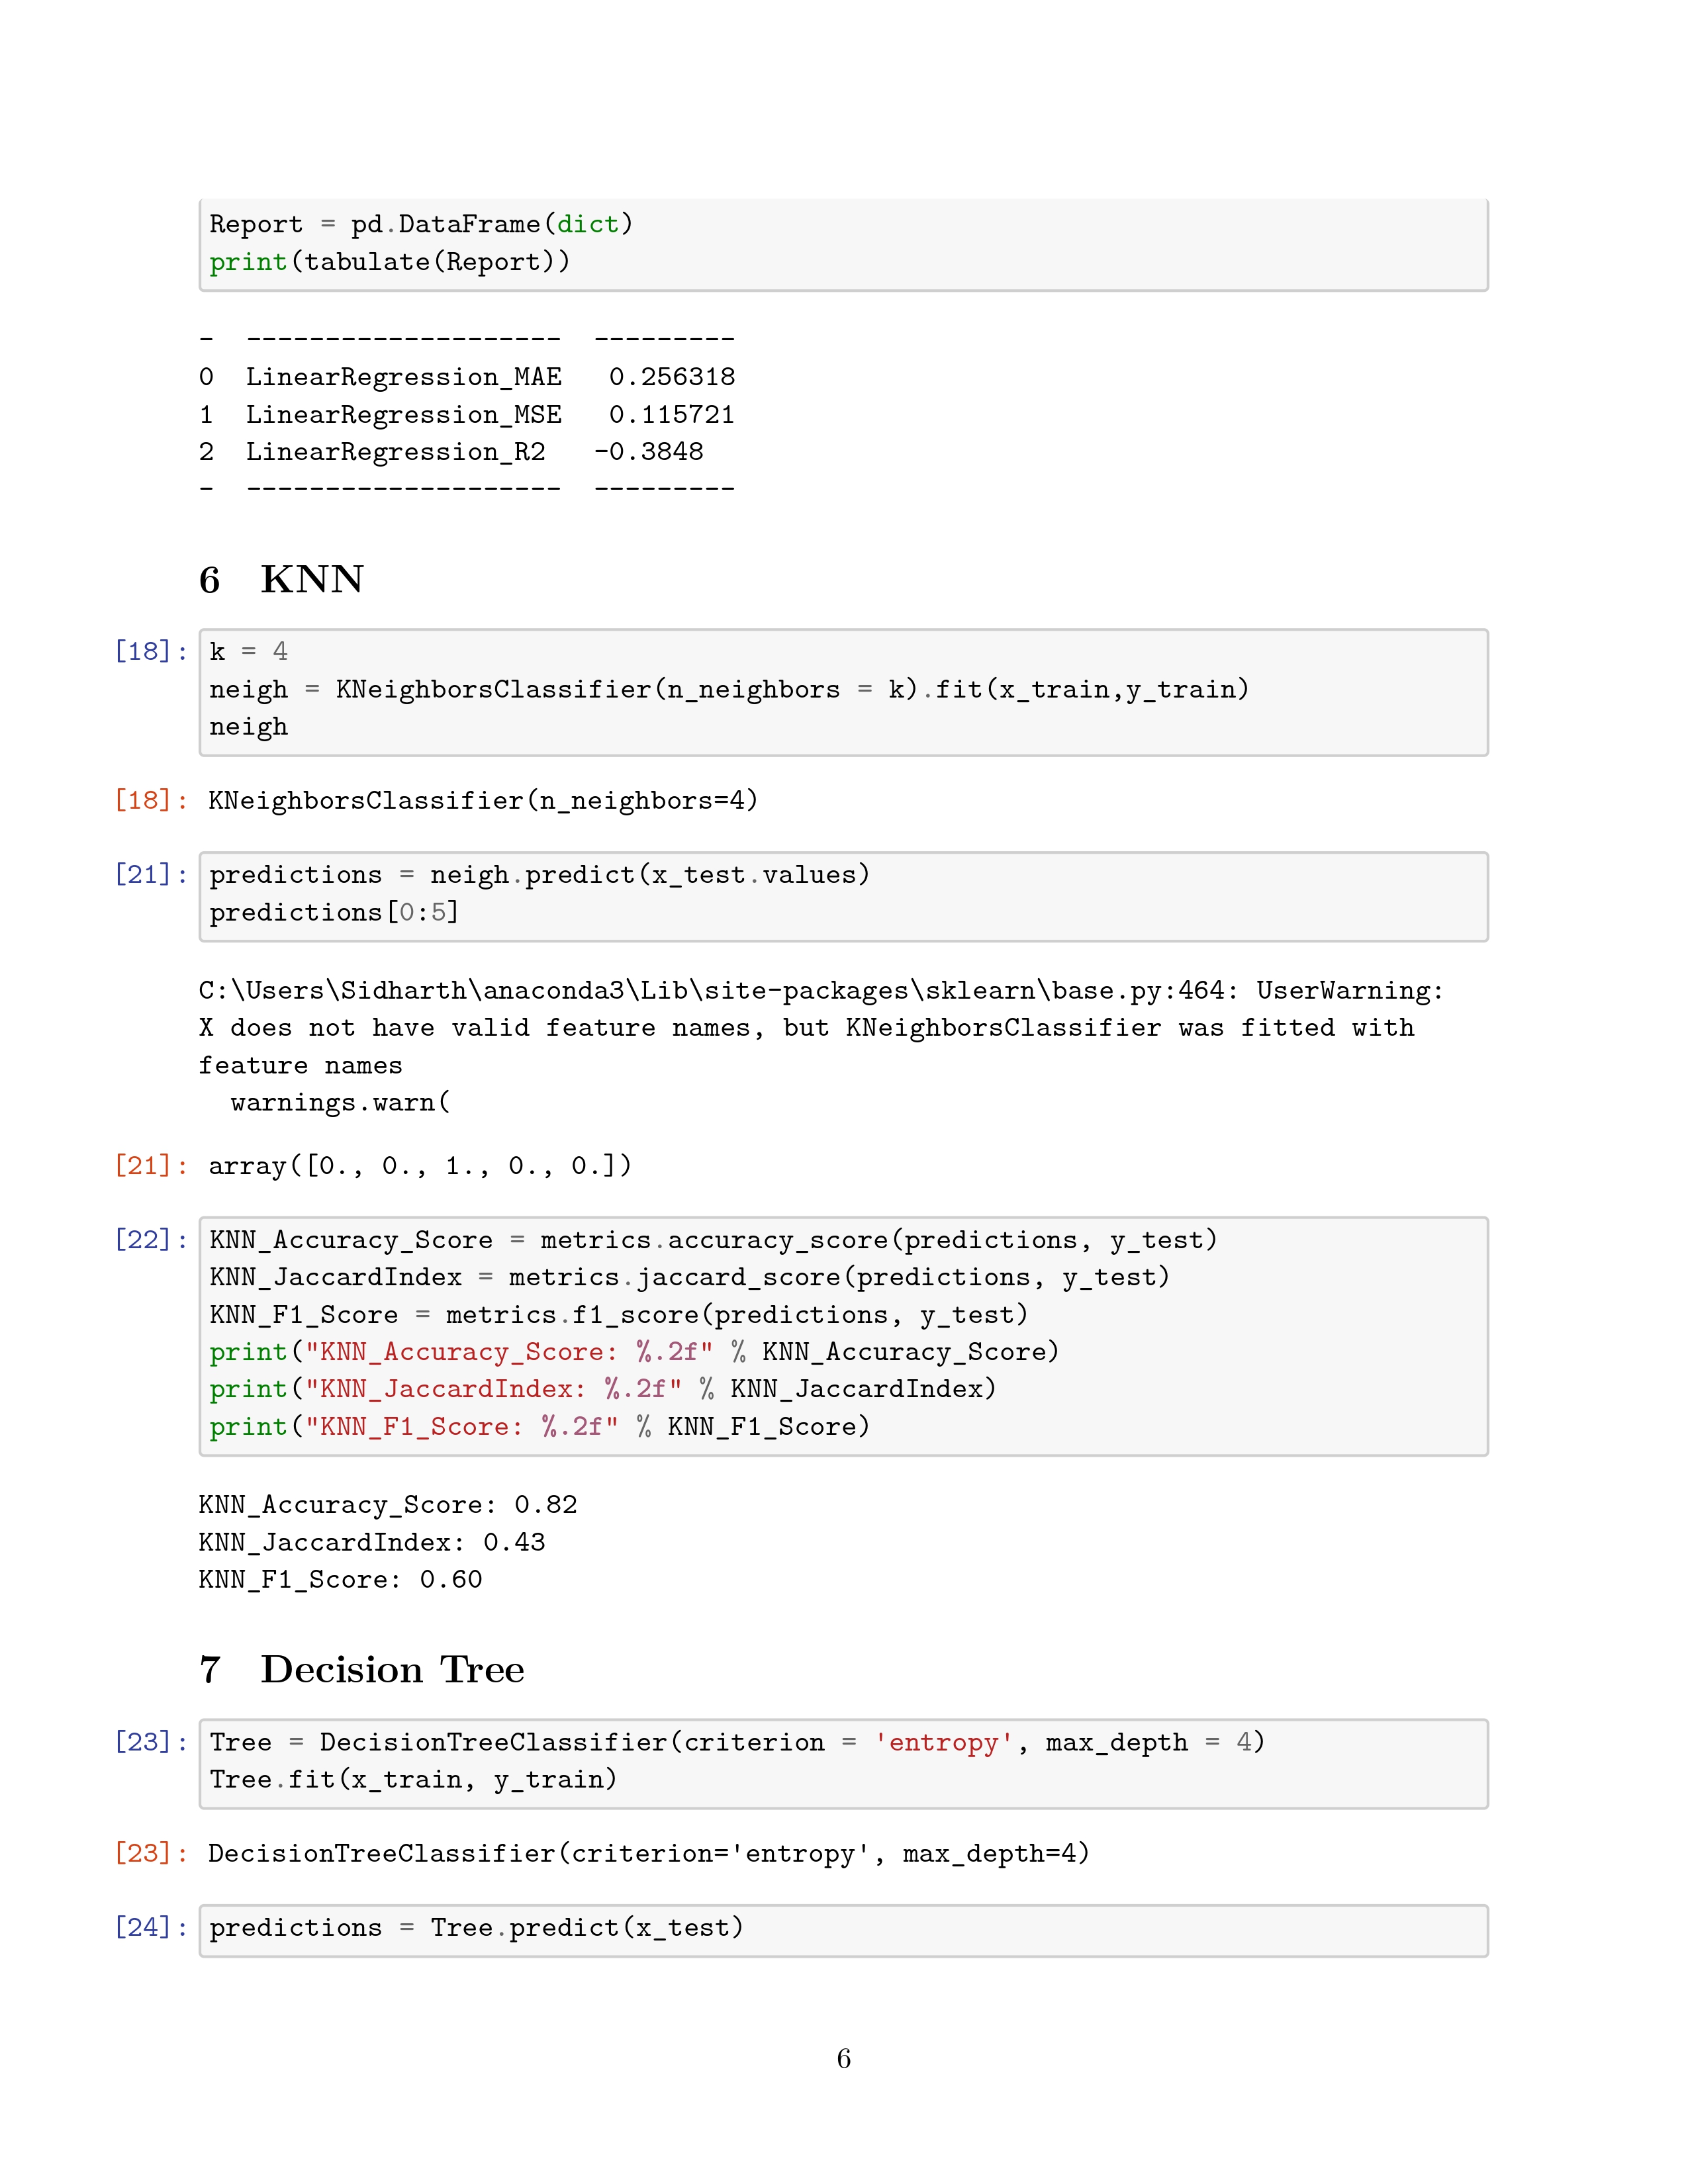 Report = pd.DataFrame(dict)
print(tabulate(Report))
-  --------------------  ---------
0  LinearRegression_MAE   0.256318
1  LinearRegression_MSE   0.115721
2  LinearRegression_R2   -0.3848
-  --------------------  ---------
6 KNN
[18]: k = 4
neigh = KNeighborsClassifier(n_neighbors = k).fit(x_train,y_train)
neigh
[18]: KNeighborsClassifier(n_neighbors=4)
[21]: predictions = neigh.predict(x_test.values)
predictions[0:5]
C:\Users\Sidharth\anaconda3\Lib\site-packages\sklearn\base.py:464: UserWarning:
X does not have valid feature names, but KNeighborsClassifier was fitted with
feature names
  warnings.warn(
[21]: array([0., 0., 1., 0., 0.])
[22]: KNN_Accuracy_Score = metrics.accuracy_score(predictions, y_test)
KNN_JaccardIndex = metrics.jaccard_score(predictions, y_test)
KNN_F1_Score = metrics.f1_score(predictions, y_test)
print("KNN_Accuracy_Score: %.2f" % KNN_Accuracy_Score)
print("KNN_JaccardIndex: %.2f" % KNN_JaccardIndex)
print("KNN_F1_Score: %.2f" % KNN_F1_Score)
KNN_Accuracy_Score: 0.82
KNN_JaccardIndex: 0.43
KNN_F1_Score: 0.60
7 Decision Tree
[23]: Tree = DecisionTreeClassifier(criterion = 'entropy', max_depth = 4)
Tree.fit(x_train, y_train)
[23]: DecisionTreeClassifier(criterion='entropy', max_depth=4)
[24]: predictions = Tree.predict(x_test)
6